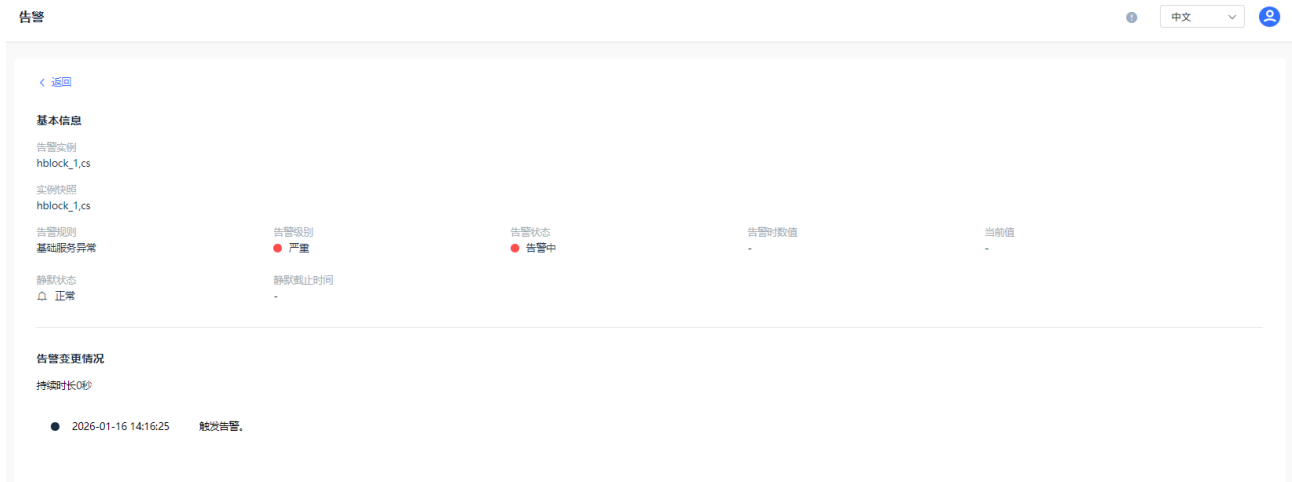 告警
中文
返回
基本信息
告警实例
hblock_1,cs
实例快照
hblock_1,cs
告警规则 告警级别 告警状态 告警时数值 当前值
基础服务异常 严重 告警中 - -
静默状态 静默截止时间
正常 -
告警变更情况
持续时长0秒
2026-01-16 14:16:25 触发告警。